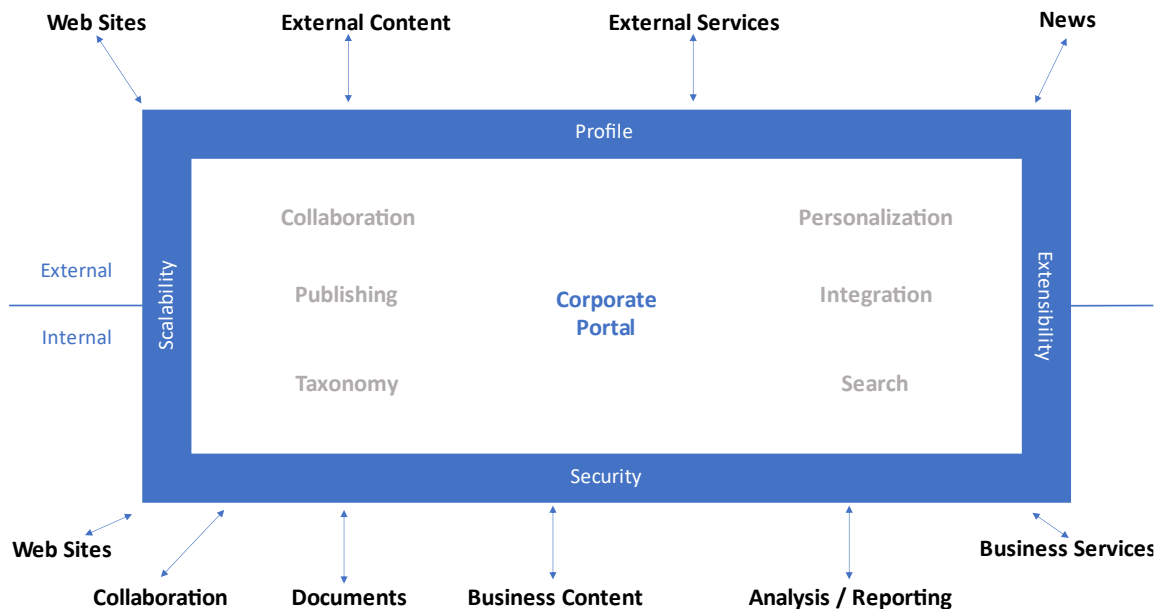 Web Sites
External Content
External Services
News
Profile
Collaboration
Personalization
External
Scalability
Publishing
Corporate
Portal
Integration
Extensibility
Internal
Taxonomy
Search
Security
Web Sites
Business Services
Collaboration
Documents
Business Content
Analysis / Reporting